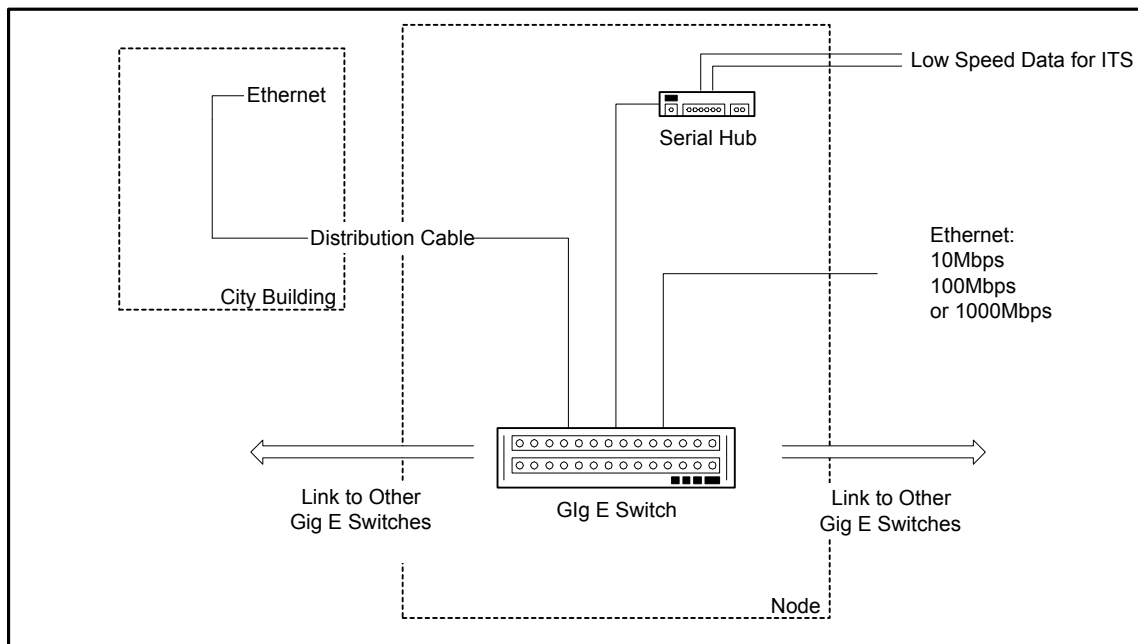 Low Speed Data for ITS
Ethernet
Serial Hub
Distribution Cable
Ethernet:
10Mbps
100Mbps
or 1000Mbps
City Building
Link to Other
Gig E Switches
GIg E Switch
Link to Other
Gig E Switches
Node